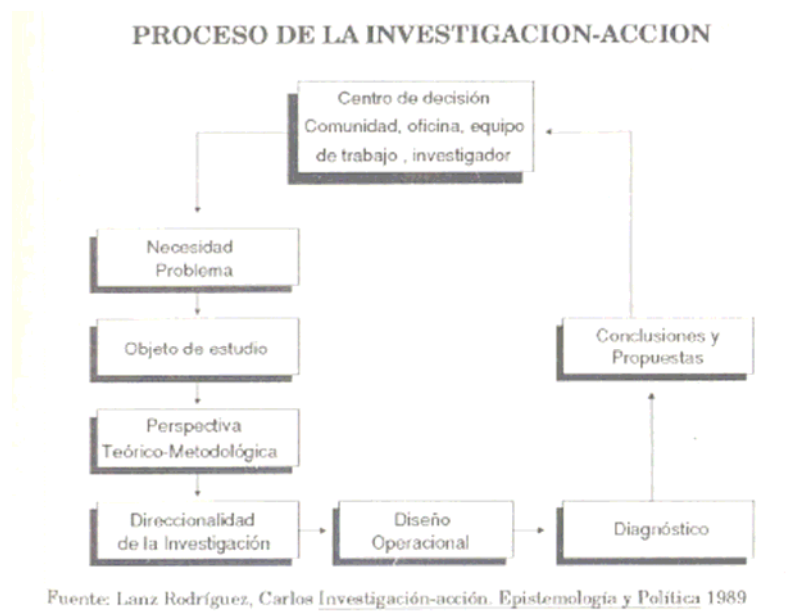 PROCESO DE LA INVESTIGACION-ACCION
Centro de decisión
Comunidad, oficina, equipo
de trabajo , investigador
Necesidad
Problema
Objeto de estudio
Perspectiva
Teórico-Metodológica
Direccionalidad
de la Investigación
Diseño
Operacional
Diagnóstico
Conclusiones y
Propuestas
Fuente: Lanz Rodríguez, Carlos Investigación-acción. Epistemología y Política 1989